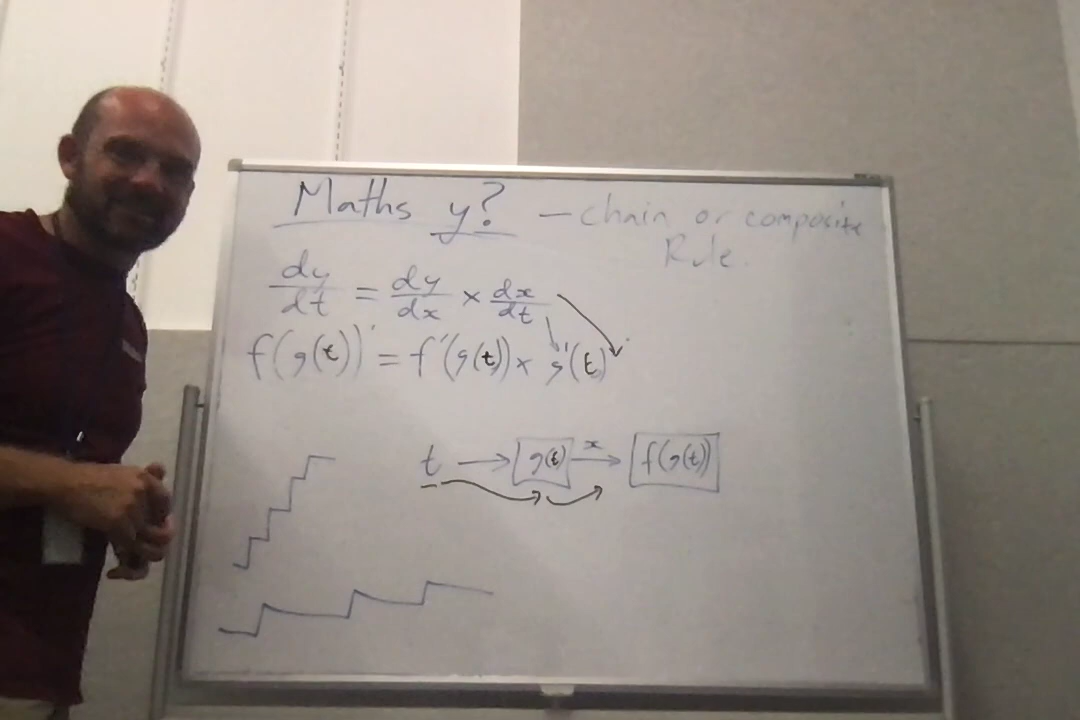 Maths y? – chain or composite
Rule.
dy/dt = dy/dx × dx/dt
f(g(t))' = f'(g(t)) × g'(t)
t → g(t) x → f(g(t))